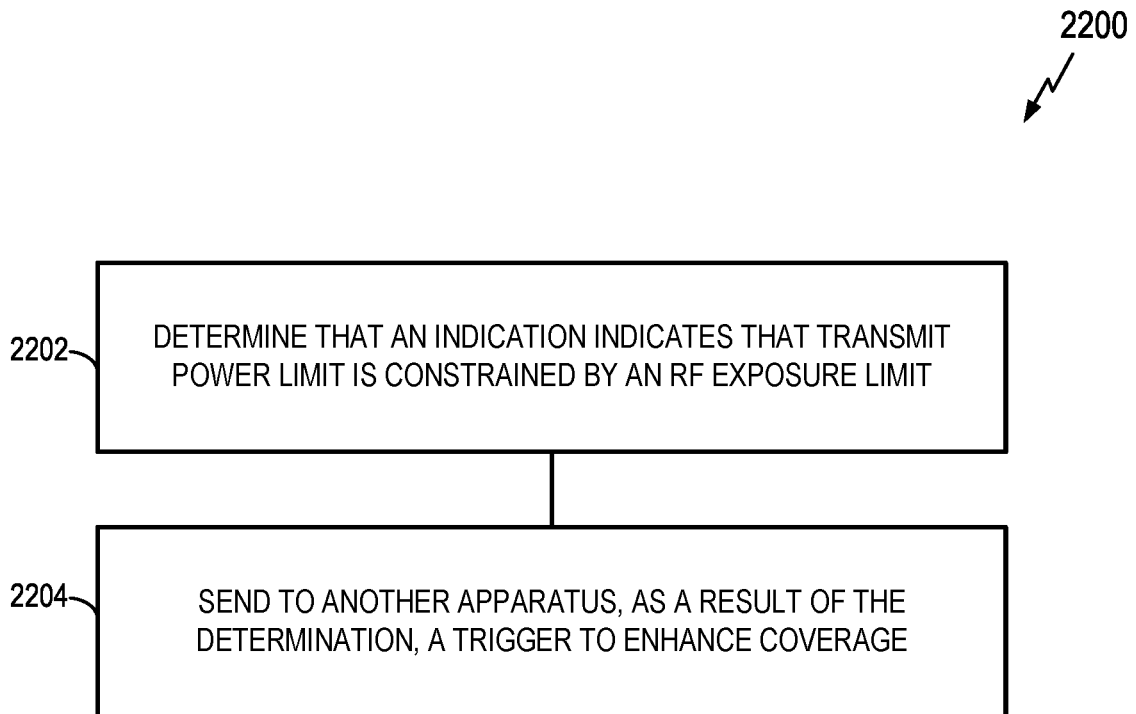 2200
2202
DETERMINE THAT AN INDICATION INDICATES THAT TRANSMIT
POWER LIMIT IS CONSTRAINED BY AN RF EXPOSURE LIMIT
2204
SEND TO ANOTHER APPARATUS, AS A RESULT OF THE
DETERMINATION, A TRIGGER TO ENHANCE COVERAGE